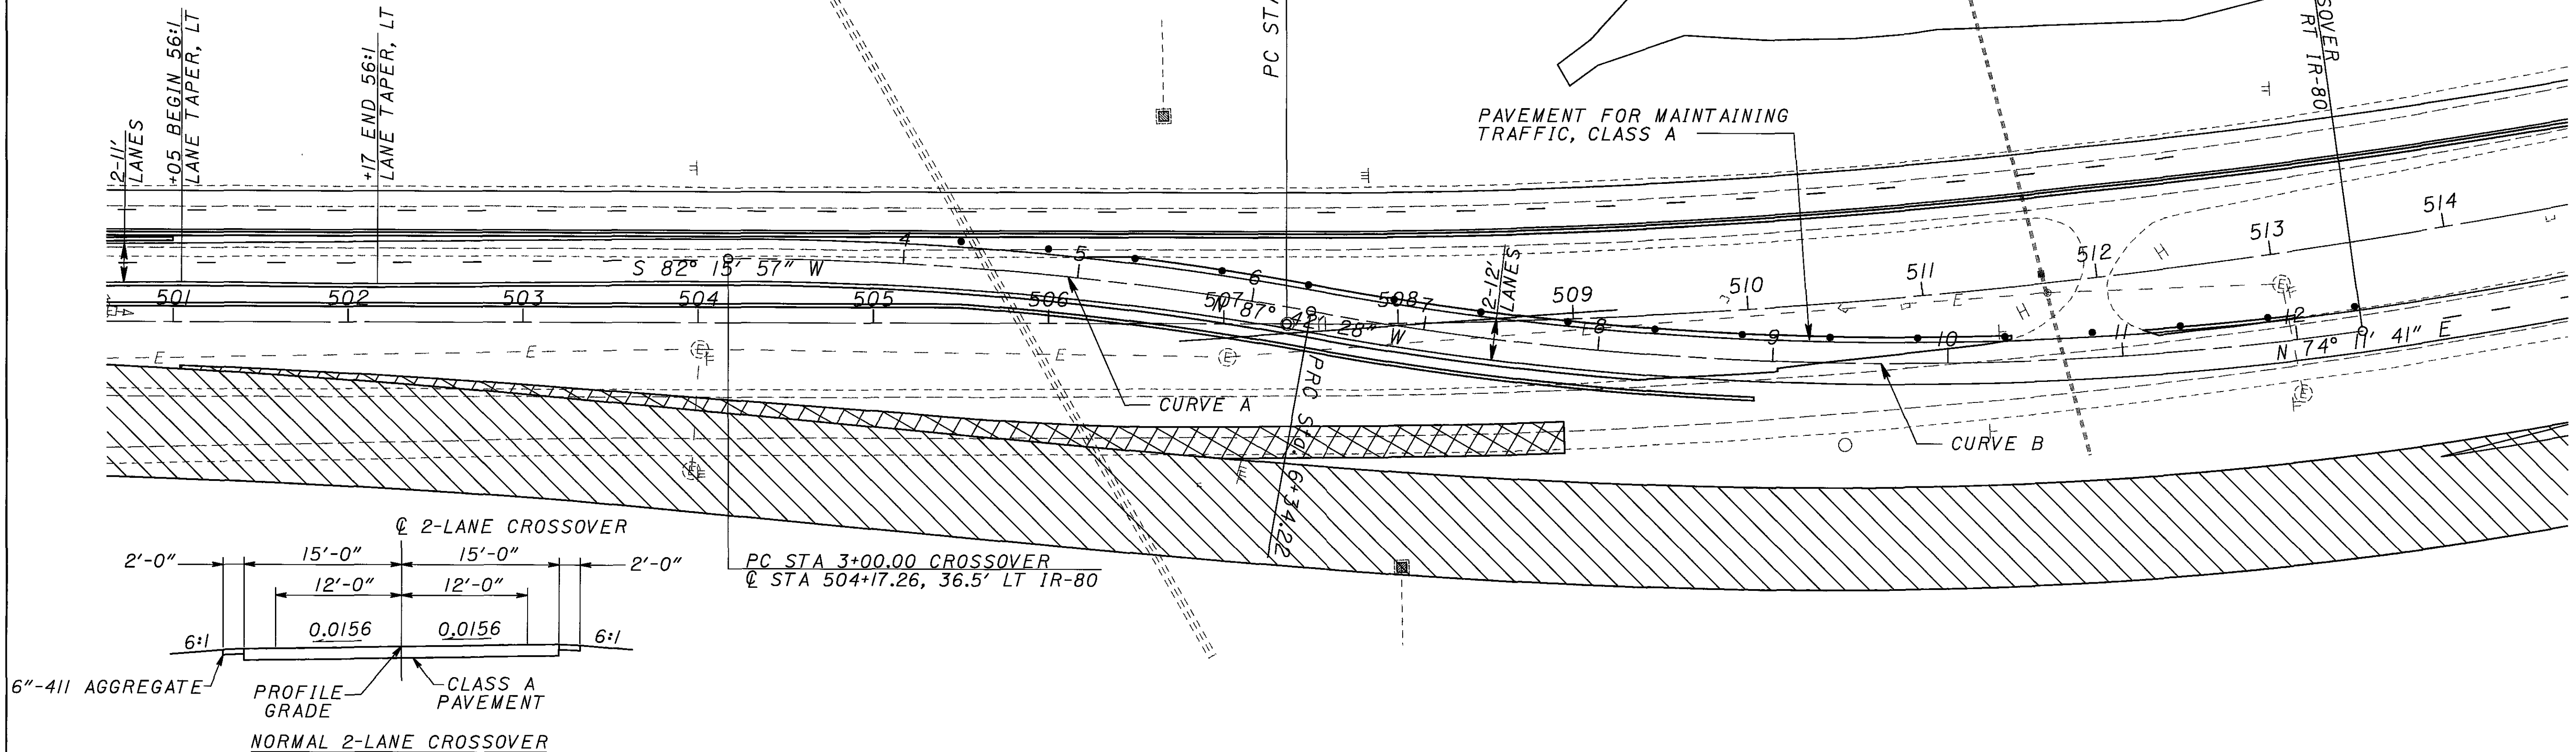 2-11'
LANES
+05 BEGIN 56:1
LANE TAPER, LT
+17 END 56:1
LANE TAPER, LT
PC STA
PAVEMENT FOR MAINTAINING
TRAFFIC, CLASS A
SOVER
RT IR-80
S 82° 15' 57" W
501
502
503
504
505
506
507
508
509
510
511
512
513
514
4
5
6
7
8
9
10
11
12
2-12'
LANES
28" W
N 74° 11' 41" E
E
E
E
E
CURVE A
CURVE B
PRC Sta. 6+34.22
PC STA 3+00.00 CROSSOVER
℄ STA 504+17.26, 36.5' LT IR-80
℄ 2-LANE CROSSOVER
2'-0" 15'-0" 15'-0" 2'-0"
12'-0" 12'-0"
0.0156 0.0156
6:1 6:1
6"-411 AGGREGATE
PROFILE
GRADE
CLASS A
PAVEMENT
NORMAL 2-LANE CROSSOVER